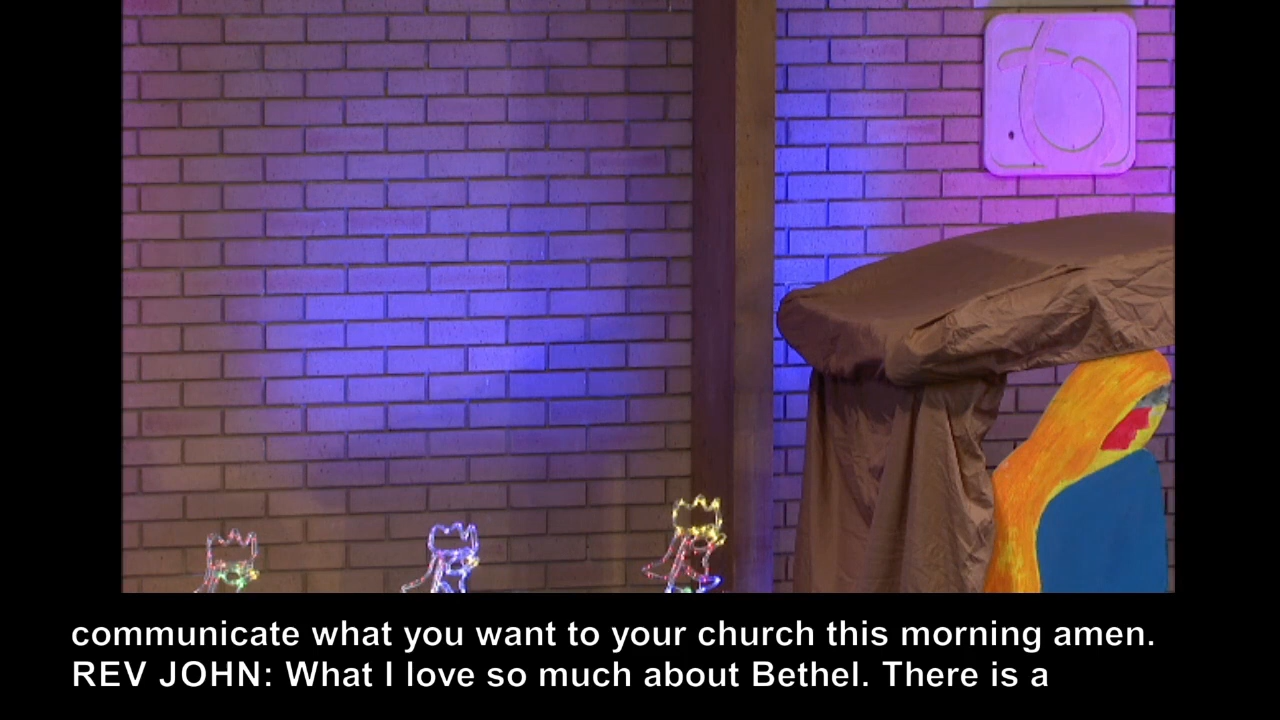 communicate what you want to your church this morning amen.
REV JOHN: What I love so much about Bethel. There is a